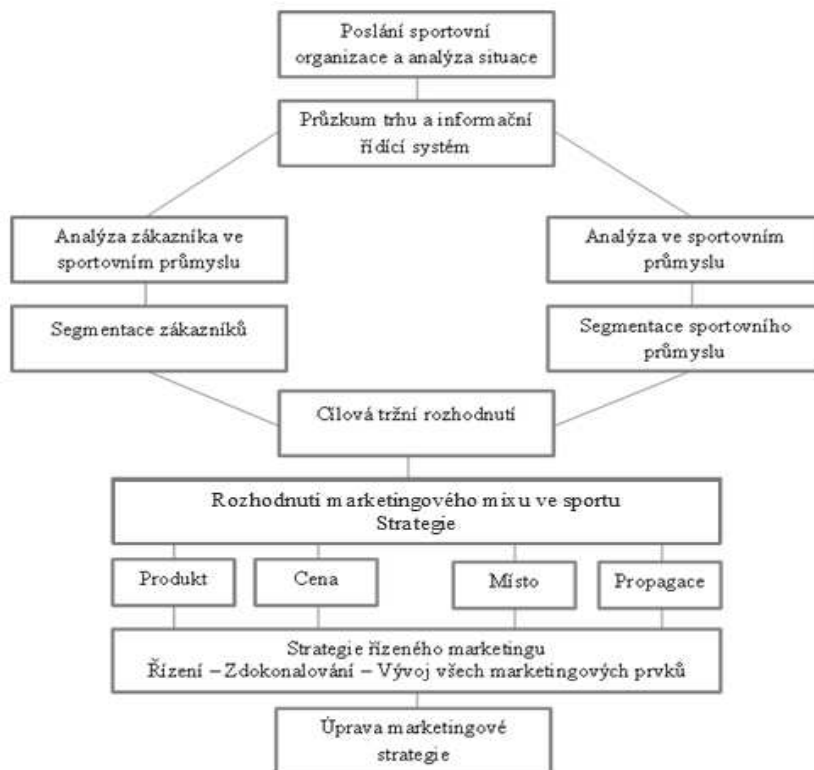 Poslání sportovní
organizace a analýza situace
Průzkum trhu a informační
řídící systém
Analýza zákazníka ve
sportovním průmyslu
Analýza ve sportovním
průmyslu
Segmentace zákazníků
Segmentace sportovního
průmyslu
Cílová tržní rozhodnutí
Rozhodnutí marketingového mixu ve sportu
Strategie
Produkt
Cena
Místo
Propagace
Strategie řízeného marketingu
Řízení – Zdokonalování – Vývoj všech marketingových prvků
Úprava marketingové
strategie